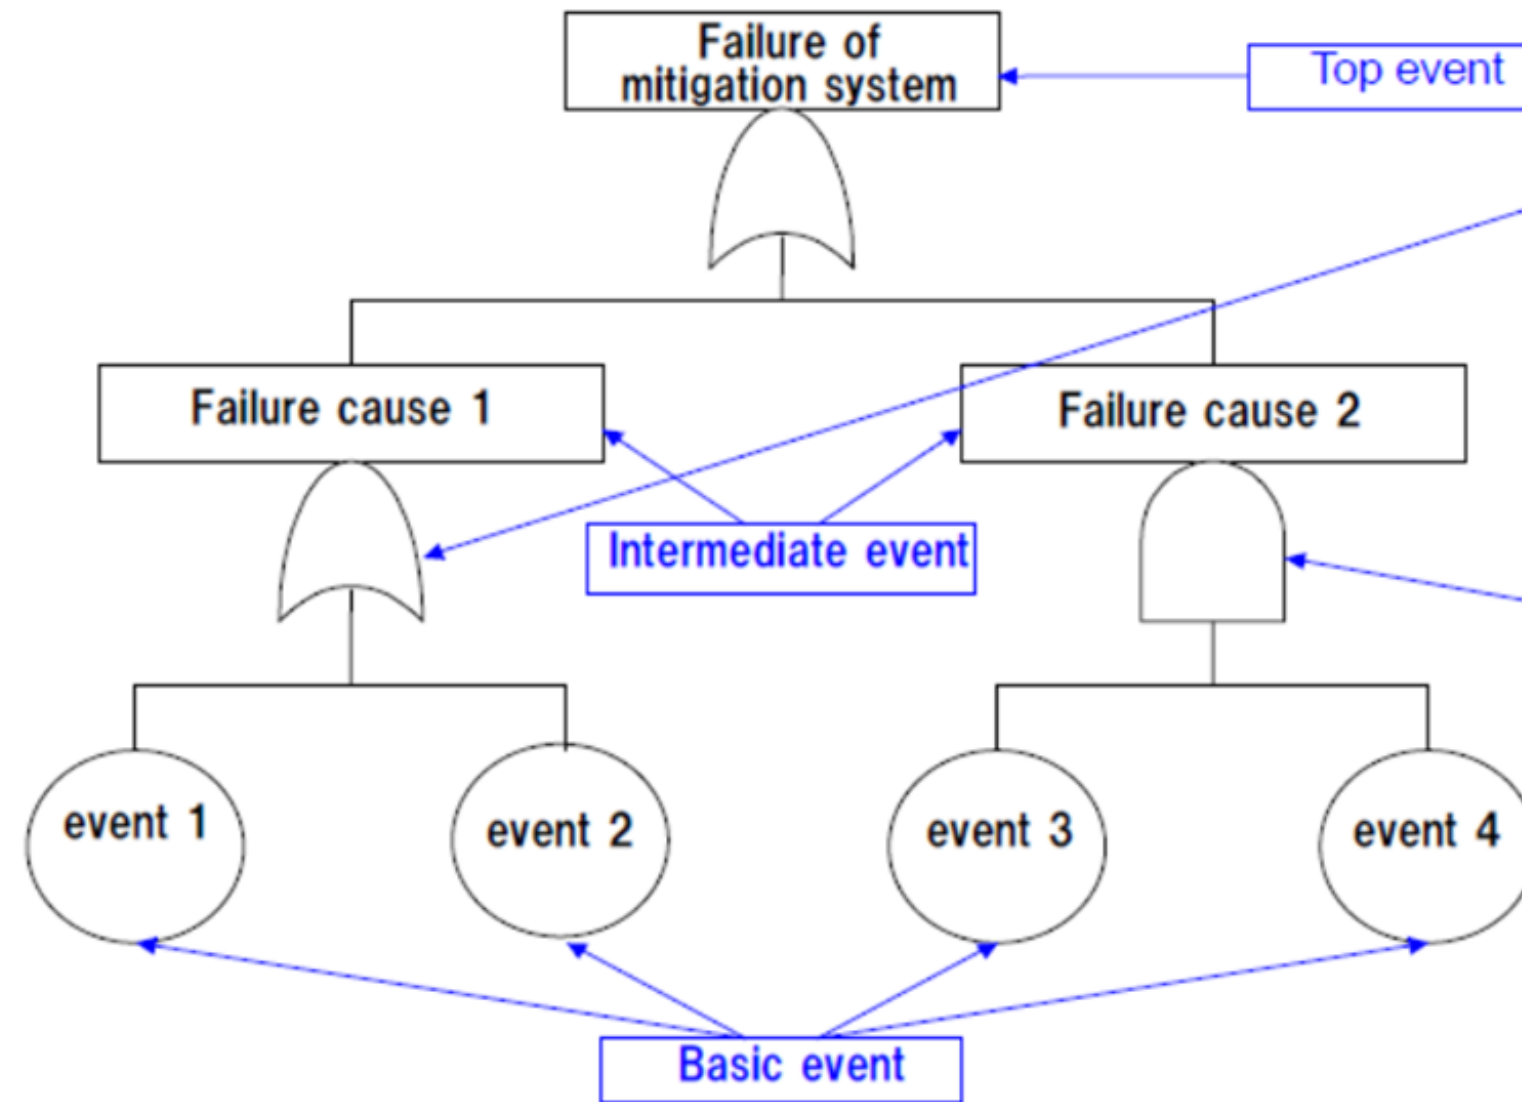 Failure of
mitigation system
Top event
Failure cause 1
Failure cause 2
Intermediate event
event 1
event 2
event 3
event 4
Basic event